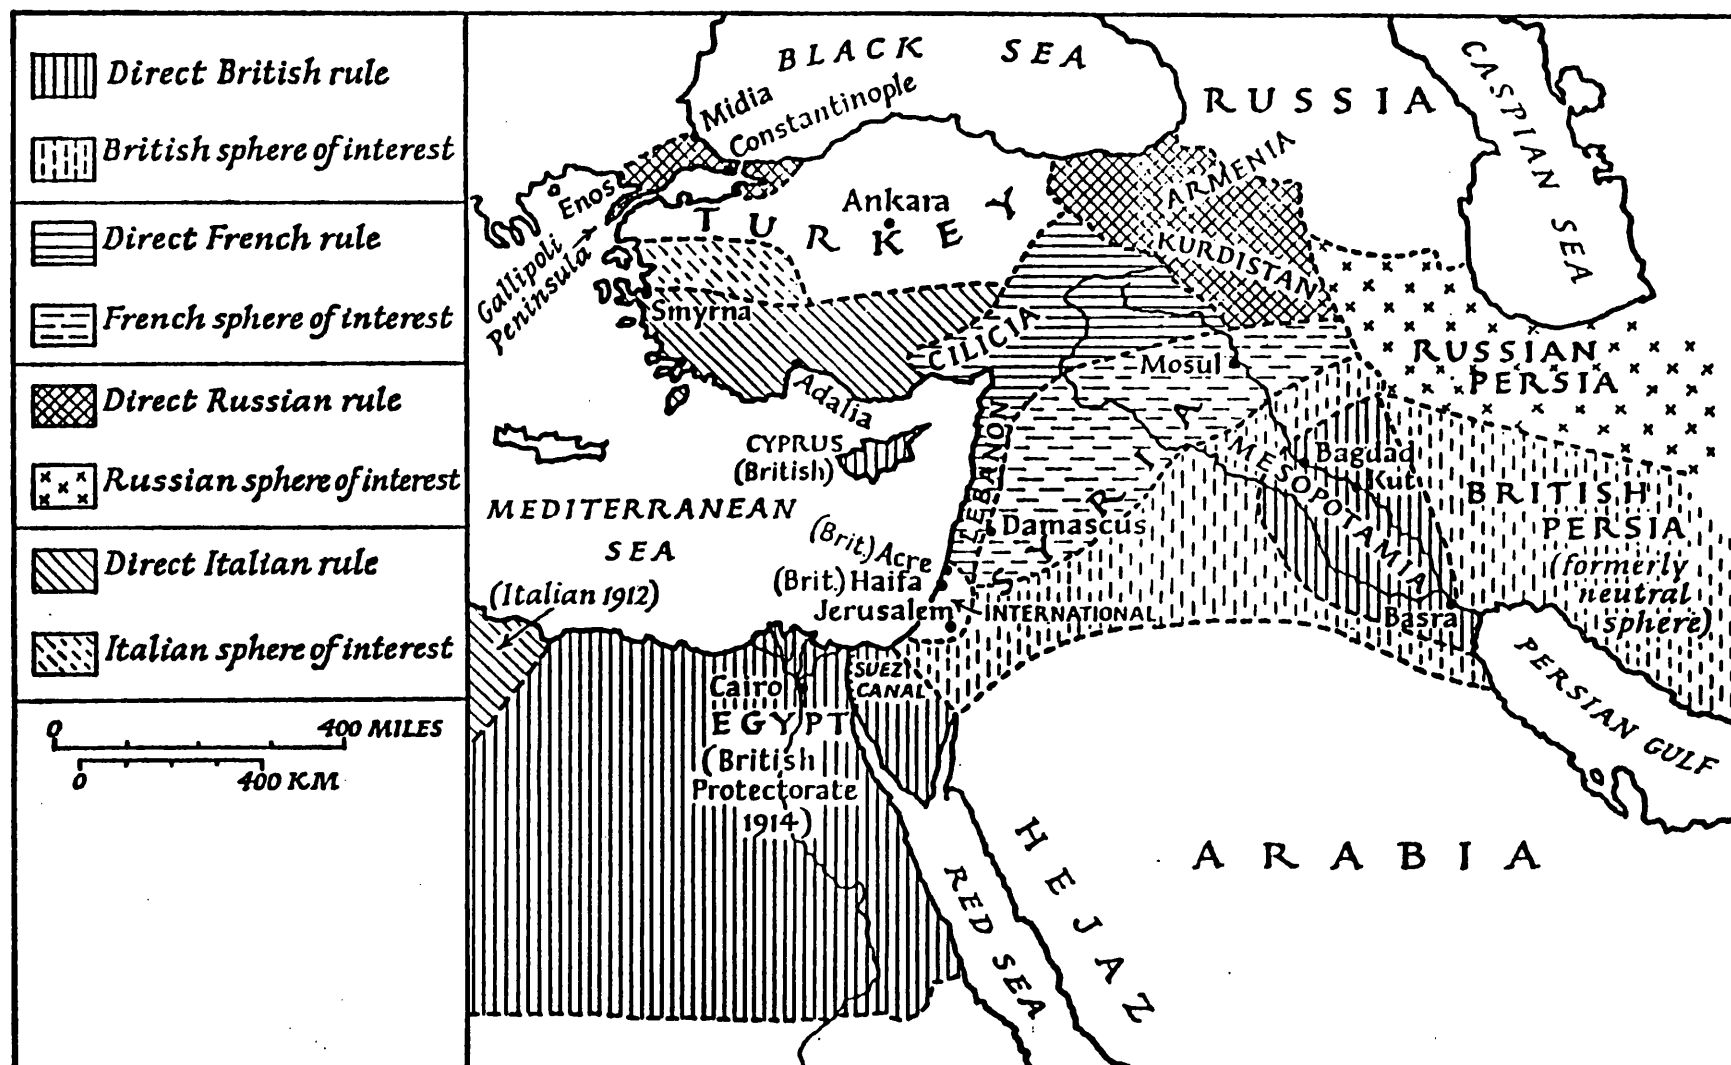 Direct British rule
British sphere of interest
Direct French rule
French sphere of interest
Direct Russian rule
Russian sphere of interest
Direct Italian rule
Italian sphere of interest
0 400 MILES
0 400 KM
BLACK SEA
RUSSIA
CASPIAN SEA
Midia
Constantinople
Enos
Gallipoli
Peninsula
TURKEY
Ankara
ARMENIA
KURDISTAN
Smyrna
CILICIA
Adalia
Mosul
RUSSIAN
PERSIA
CYPRUS
(British)
LEBANON
SYRIA
MESOPOTAMIA
Bagdad
Kut
BRITISH
PERSIA
(formerly
neutral
sphere)
MEDITERRANEAN
SEA
Damascus
(Brit.) Acre
(Brit.) Haifa
Jerusalem
INTERNATIONAL
Basra
(Italian 1912)
SUEZ
CANAL
Cairo
EGYPT
(British
Protectorate
1914)
PERSIAN GULF
HEJAZ
RED SEA
ARABIA